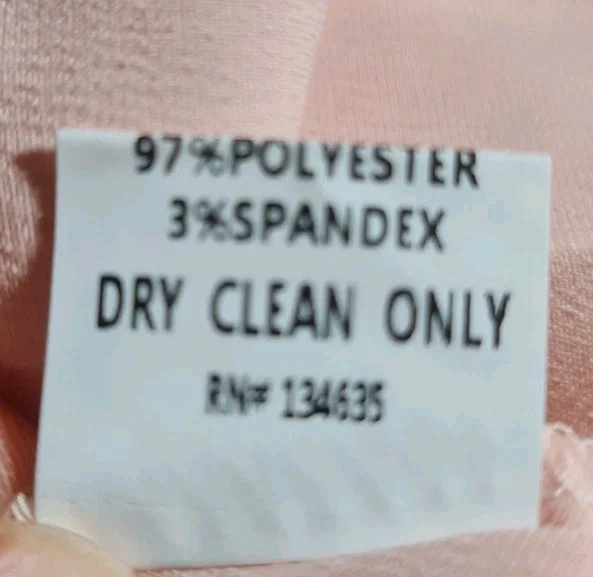 97%POLYESTER
3%SPANDEX
DRY CLEAN ONLY
RN# 134635